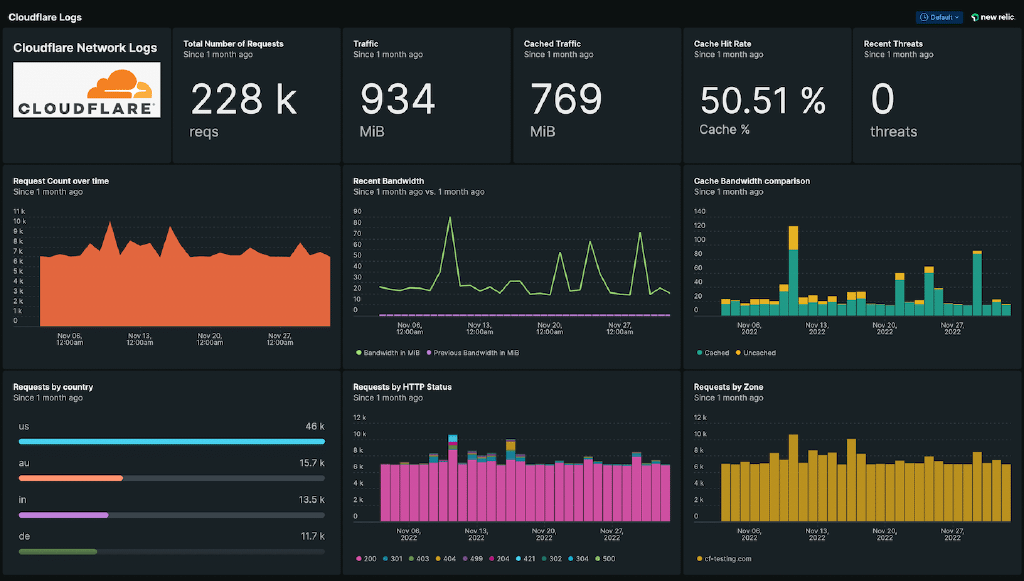 Cloudflare Logs
Default
new relic.
Cloudflare Network Logs
CLOUDFLARE
Total Number of Requests
Since 1 month ago
228 k
reqs
Traffic
Since 1 month ago
934
MiB
Cached Traffic
Since 1 month ago
769
MiB
Cache Hit Rate
Since 1 month ago
50.51 %
Cache %
Recent Threats
Since 1 month ago
0
threats
Request Count over time
Since 1 month ago
11 k
10 k
9 k
8 k
7 k
6 k
5 k
4 k
3 k
2 k
1 k
0
Nov 06, Nov 13, Nov 20, Nov 27,
12:00am 12:00am 12:00am 12:00am
Recent Bandwidth
Since 1 month ago vs. 1 month ago
90
80
70
60
50
40
30
20
10
0
Nov 06, Nov 13, Nov 20, Nov 27,
12:00am 12:00am 12:00am 12:00am
Bandwidth in MiB Previous Bandwidth in MiB
Cache Bandwidth comparison
Since 1 month ago
140
120
100
80
60
40
20
0
Nov 06, Nov 13, Nov 20, Nov 27,
2022 2022 2022 2022
Cached Uncached
Requests by country
Since 1 month ago
us 46 k
au 15.7 k
in 13.5 k
de 11.7 k
Requests by HTTP Status
Since 1 month ago
12 k
10 k
8 k
6 k
4 k
2 k
0
Nov 06, Nov 13, Nov 20, Nov 27,
2022 2022 2022 2022
200 301 403 404 499 204 421 302 304 500
Requests by Zone
Since 1 month ago
12 k
10 k
8 k
6 k
4 k
2 k
0
Nov 06, Nov 13, Nov 20, Nov 27,
2022 2022 2022 2022
cf-testing.com